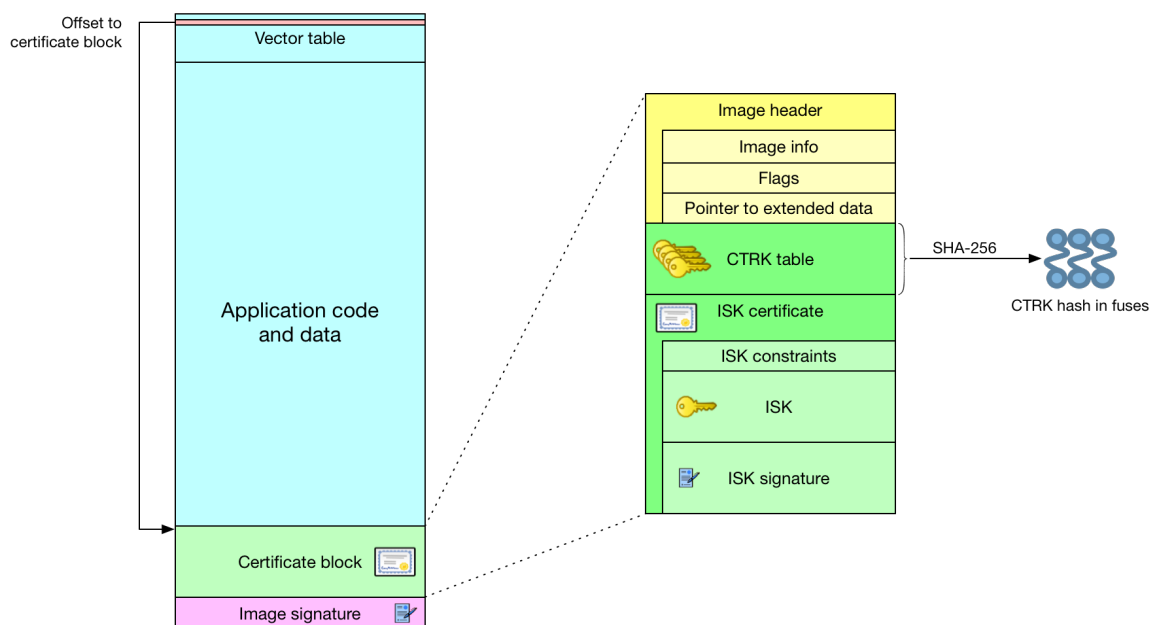 Offset to
certificate block
Vector table
Application code
and data
Certificate block
Image signature
Image header
Image info
Flags
Pointer to extended data
CTRK table
ISK certificate
ISK constraints
ISK
ISK signature
SHA-256
CTRK hash in fuses